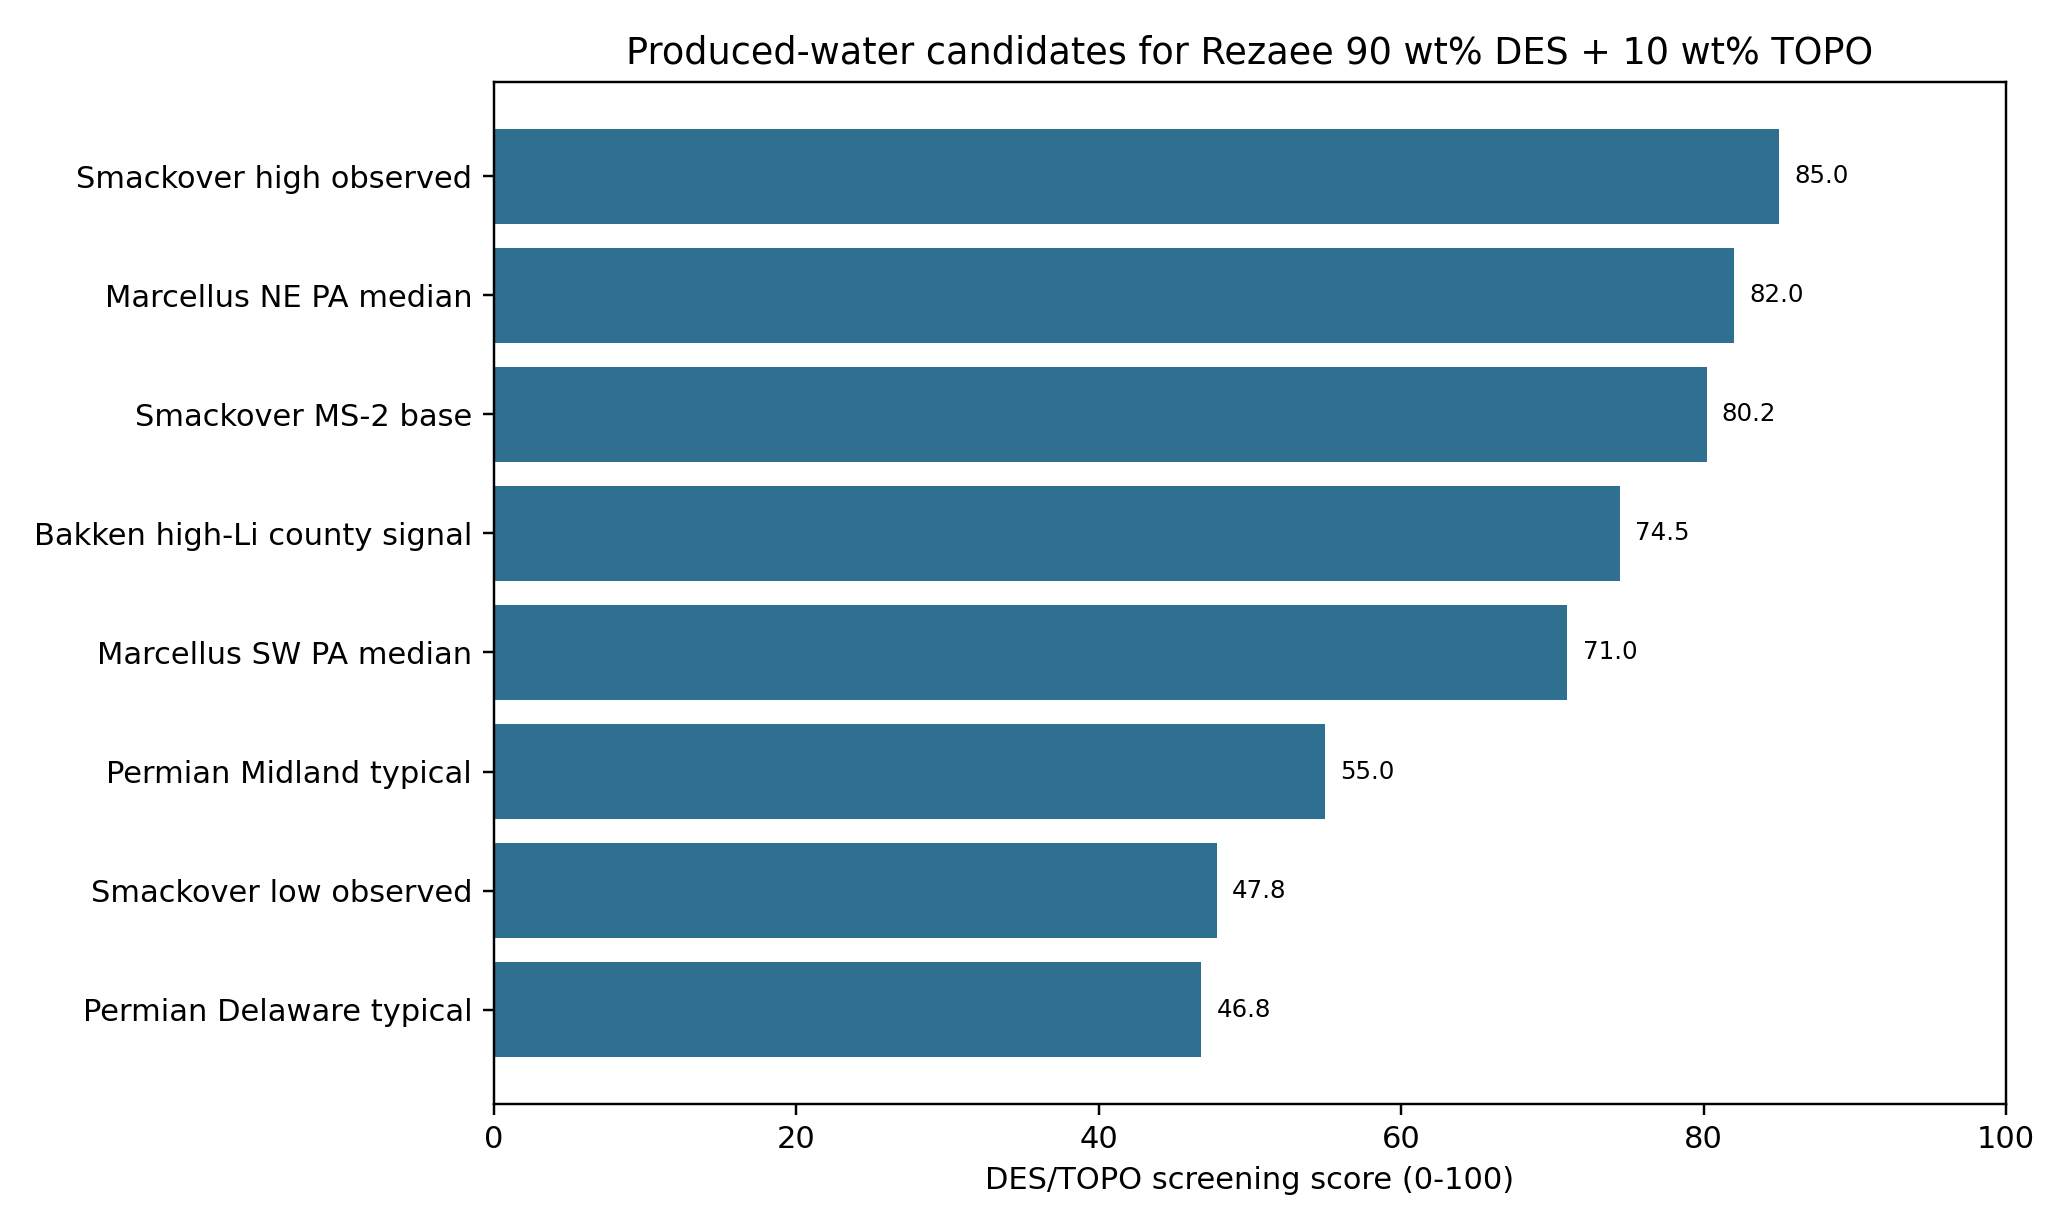 Produced-water candidates for Rezaee 90 wt% DES + 10 wt% TOPO
Smackover high observed 85.0
Marcellus NE PA median 82.0
Smackover MS-2 base 80.2
Bakken high-Li county signal 74.5
Marcellus SW PA median 71.0
Permian Midland typical 55.0
Smackover low observed 47.8
Permian Delaware typical 46.8
0 20 40 60 80 100
DES/TOPO screening score (0-100)